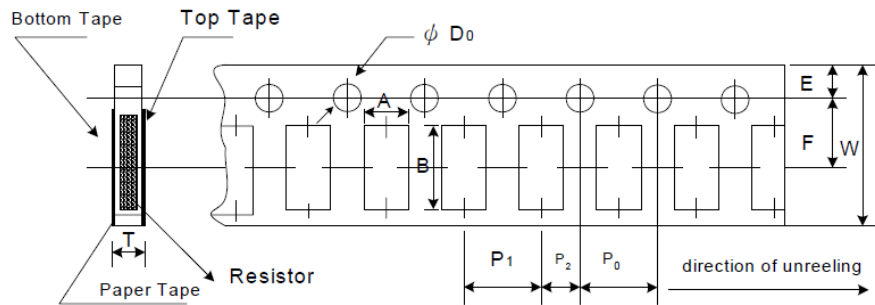 Bottom Tape
Top Tape
ϕ D0
E
A
F
W
B
T
P1
P2
P0
Resistor
direction of unreeling
Paper Tape